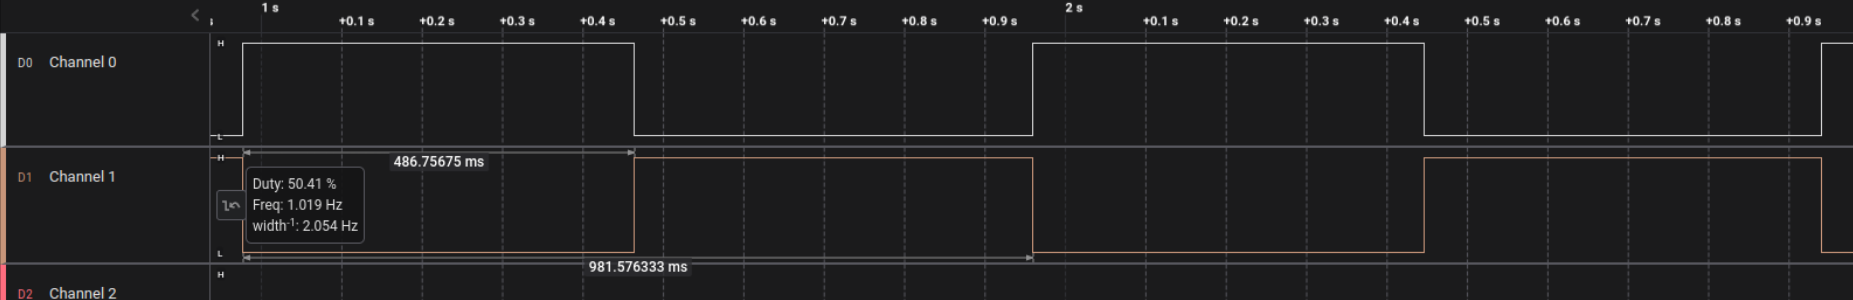 1 s 2 s
s +0.1 s +0.2 s +0.3 s +0.4 s +0.5 s +0.6 s +0.7 s +0.8 s +0.9 s +0.1 s +0.2 s +0.3 s +0.4 s +0.5 s +0.6 s +0.7 s +0.8 s +0.9 s
H
D0 Channel 0
L
H
486.75675 ms
D1 Channel 1
Duty: 50.41 %
Freq: 1.019 Hz
width⁻¹: 2.054 Hz
L
981.576333 ms
H
D2 Channel 2